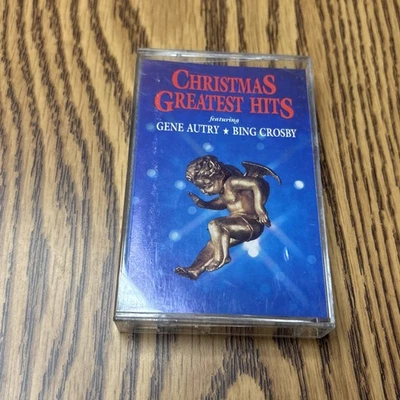 CHRISTMAS
GREATEST HITS
featuring
GENE AUTRY ★ BING CROSBY